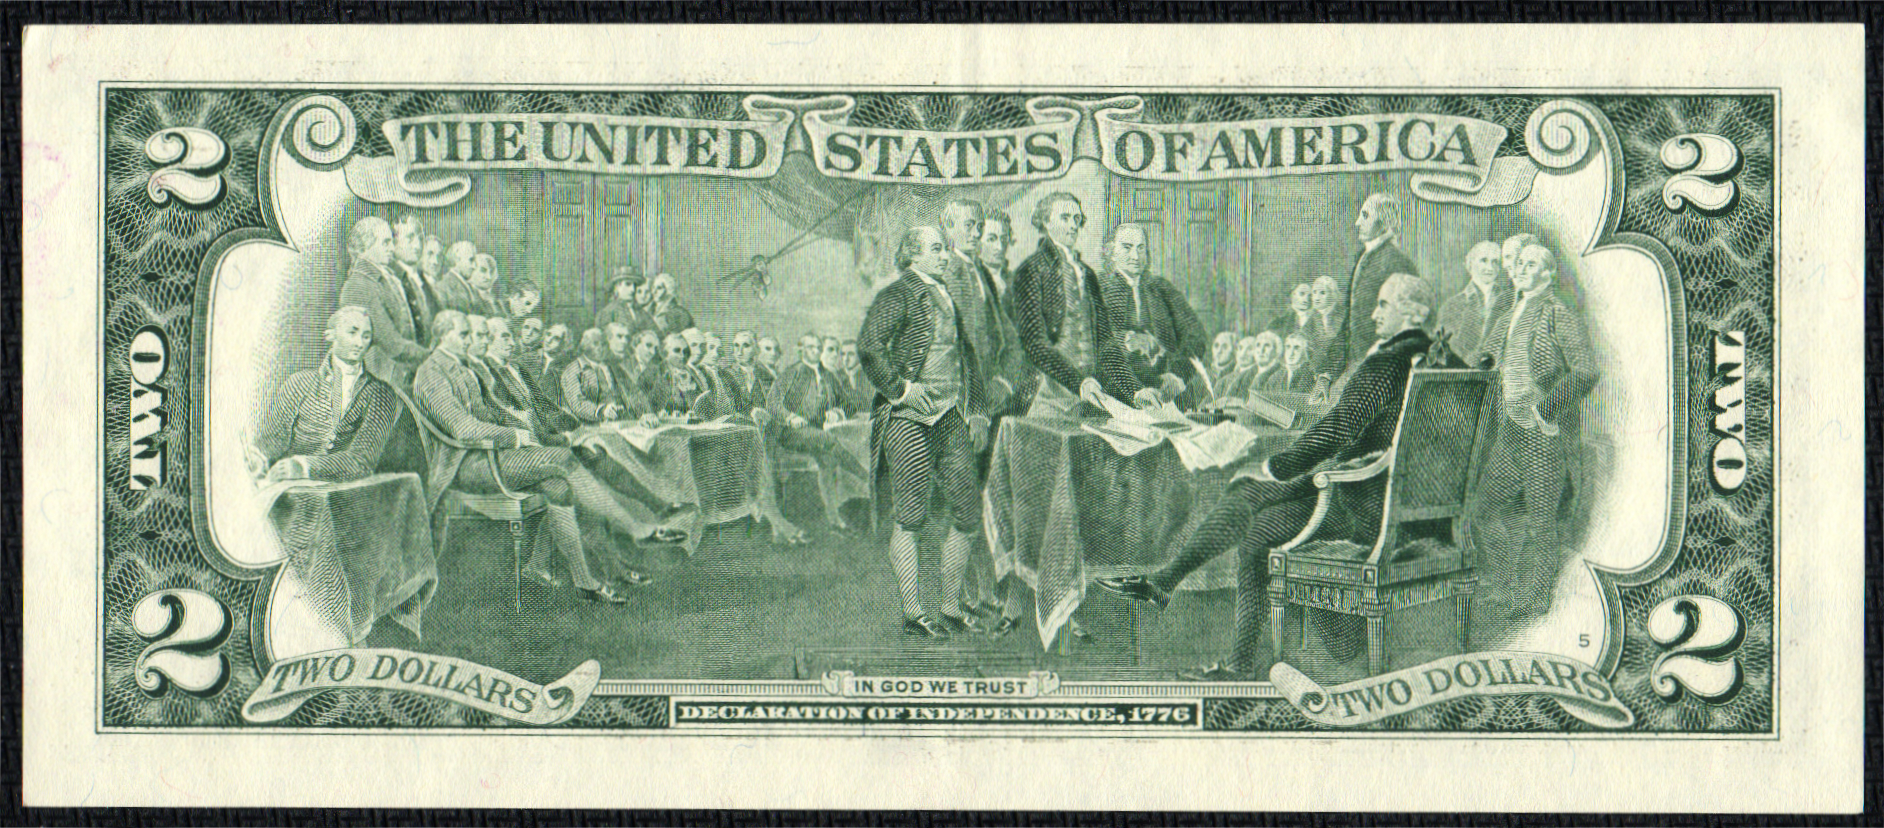 THE UNITED STATES OF AMERICA
2
2
TWO
TWO
2
2
5
TWO DOLLARS
IN GOD WE TRUST
TWO DOLLARS
DECLARATION OF INDEPENDENCE, 1776